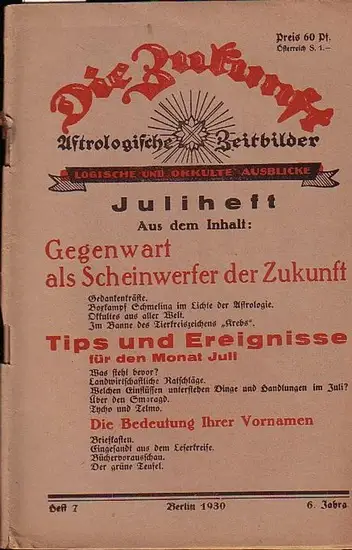 Preis 60 Pf.
Österreich S. 1.—
Die Zukunft
Astrologische Zeitbilder
LOGISCHE UND OKKULTE AUSBLICKE
Juliheft
Aus dem Inhalt:
Gegenwart
als Scheinwerfer der Zukunft
Gedankenkräfte.
Boxkampf Schmeling im Lichte der Astrologie.
Okkultes aus aller Welt.
Im Banne des Tierkreiszeichens „Krebs".
Tips und Ereignisse
für den Monat Juli
Was steht bevor?
Landwirtschaftliche Ratschläge.
Welchen Einflüssen unterstehen Dinge und Handlungen im Juli?
Über den Smaragd.
Tycho und Telmo.
Die Bedeutung Ihrer Vornamen
Briefkasten.
Eingesandt aus dem Leserkreise.
Büchervorausschau.
Der grüne Teufel.
Heft 7 Berlin 1930 6. Jahrg.